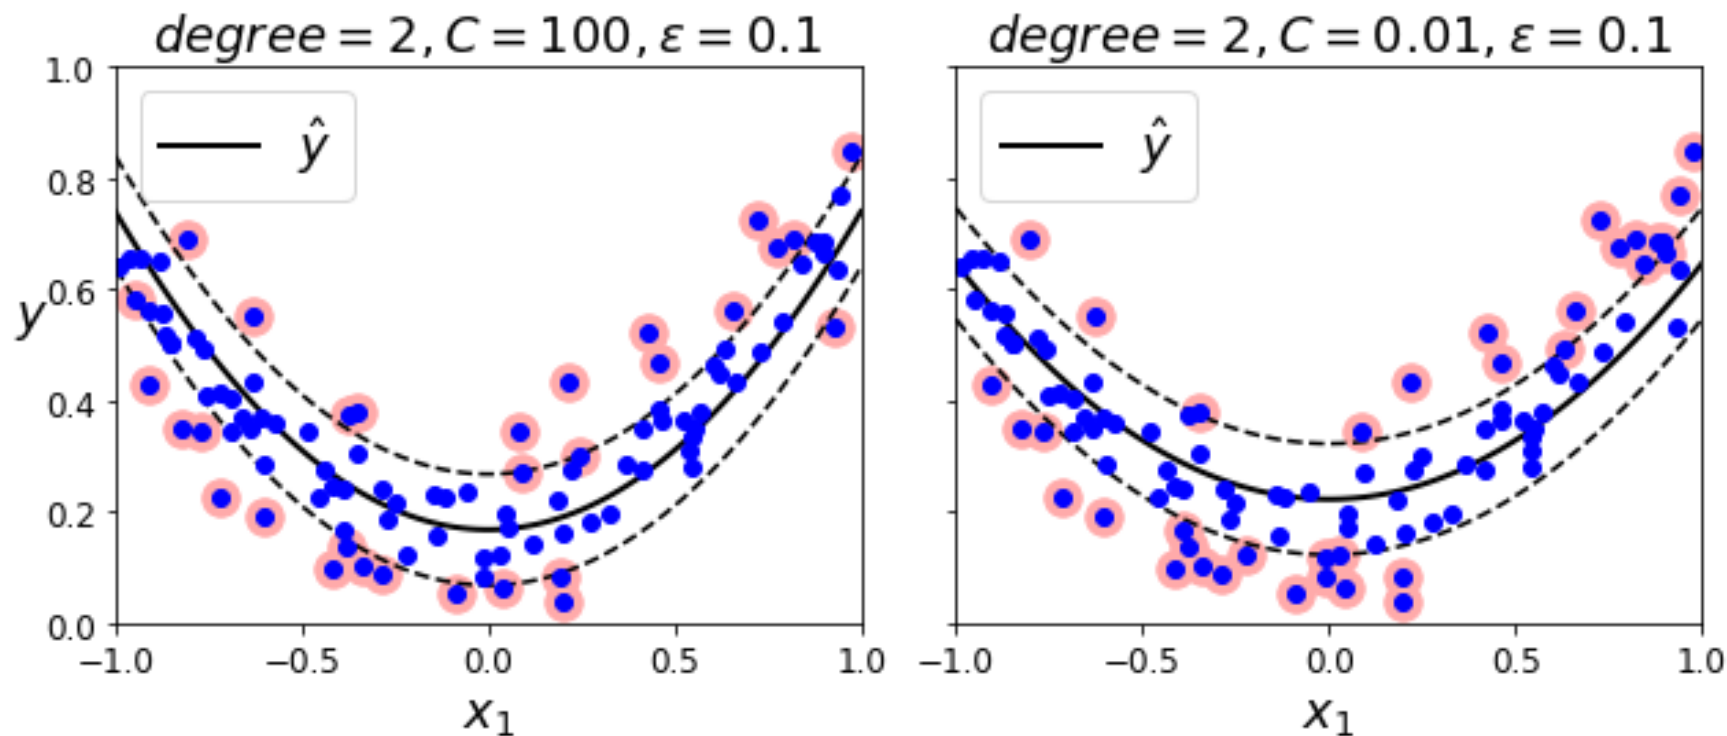 degree = 2, C = 100, ε = 0.1
ŷ
1.0
0.8
0.6
0.4
0.2
0.0
y
−1.0 −0.5 0.0 0.5 1.0
x₁
degree = 2, C = 0.01, ε = 0.1
ŷ
−1.0 −0.5 0.0 0.5 1.0
x₁